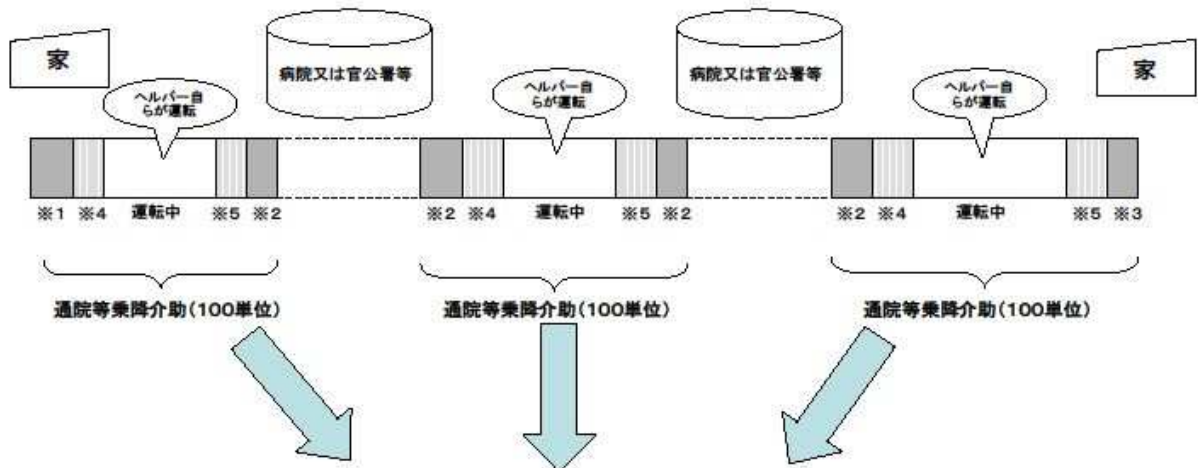 家
病院又は官公署等
病院又は官公署等
家
ヘルパー自
らが運転
ヘルパー自
らが運転
ヘルパー自
らが運転
※1 ※4 運転中 ※5 ※2
※2 ※4 運転中 ※5 ※2
※2 ※4 運転中 ※5 ※3
通院等乗降介助(100単位)
通院等乗降介助(100単位)
通院等乗降介助(100単位)